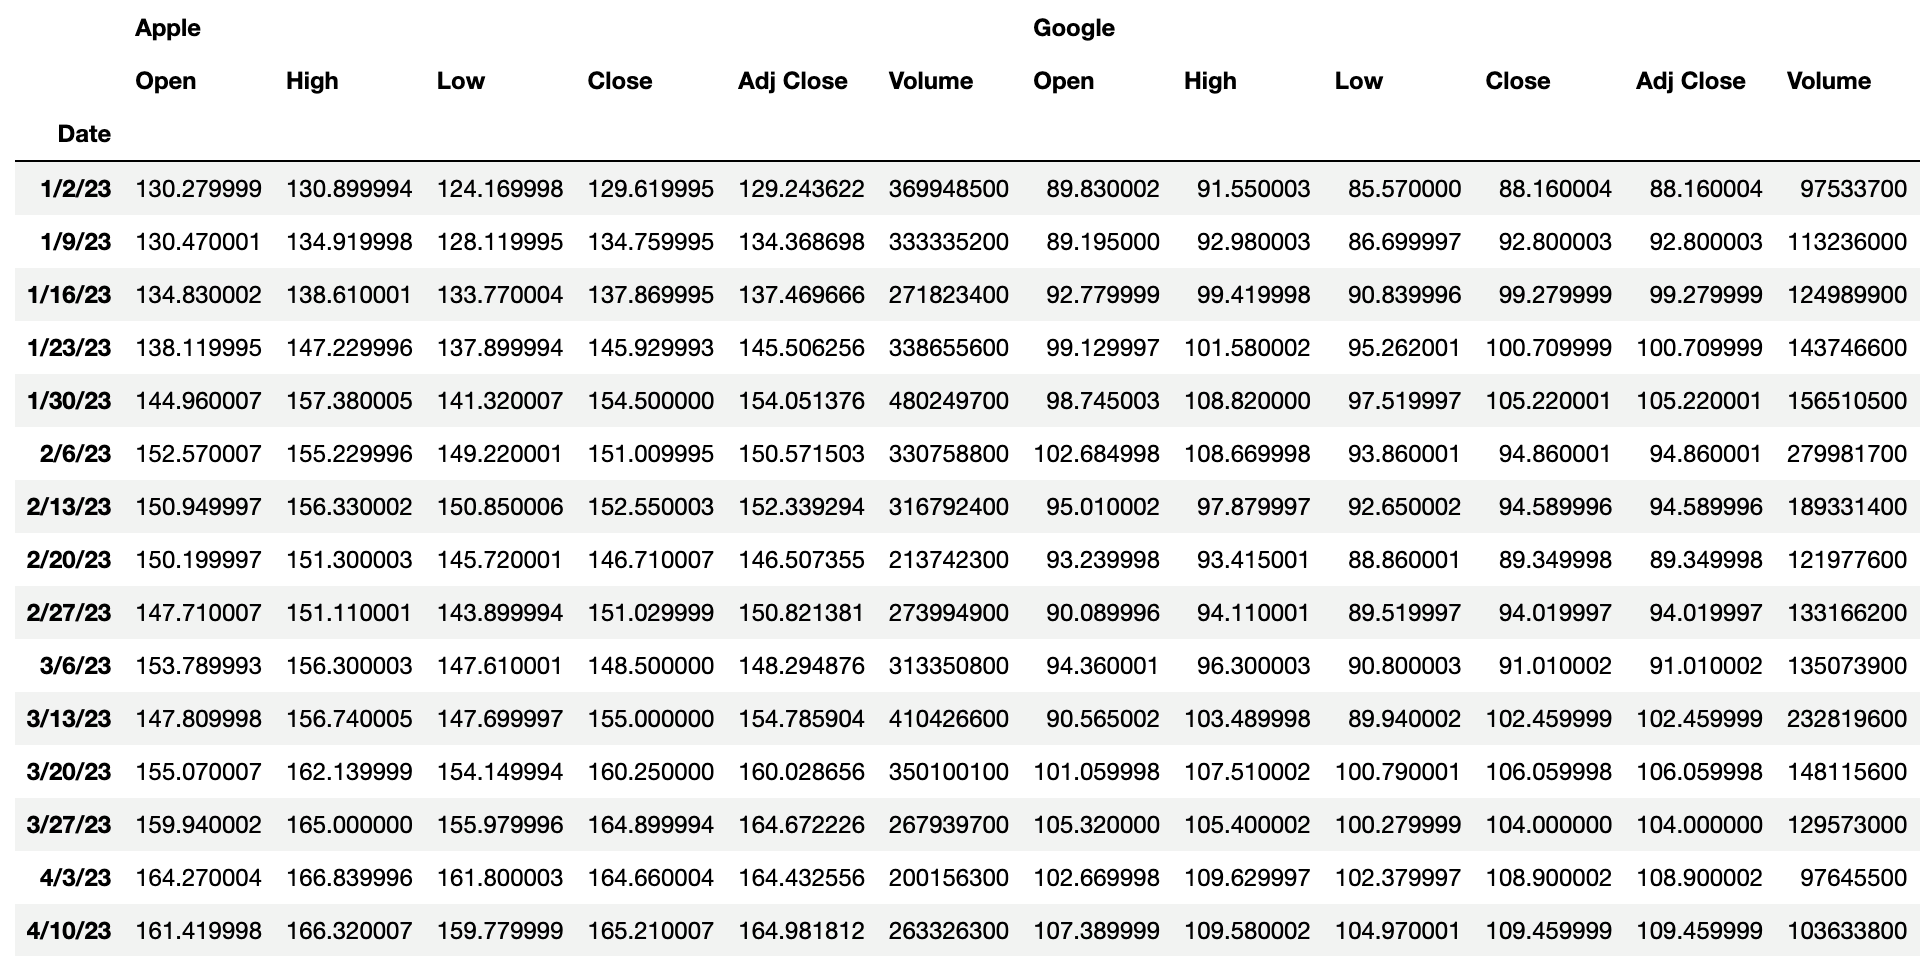 Apple Google
Open High Low Close Adj Close Volume Open High Low Close Adj Close Volume
Date
1/2/23 130.279999 130.899994 124.169998 129.619995 129.243622 369948500 89.830002 91.550003 85.570000 88.160004 88.160004 97533700
1/9/23 130.470001 134.919998 128.119995 134.759995 134.368698 333335200 89.195000 92.980003 86.699997 92.800003 92.800003 113236000
1/16/23 134.830002 138.610001 133.770004 137.869995 137.469666 271823400 92.779999 99.419998 90.839996 99.279999 99.279999 124989900
1/23/23 138.119995 147.229996 137.899994 145.929993 145.506256 338655600 99.129997 101.580002 95.262001 100.709999 100.709999 143746600
1/30/23 144.960007 157.380005 141.320007 154.500000 154.051376 480249700 98.745003 108.820000 97.519997 105.220001 105.220001 156510500
2/6/23 152.570007 155.229996 149.220001 151.009995 150.571503 330758800 102.684998 108.669998 93.860001 94.860001 94.860001 279981700
2/13/23 150.949997 156.330002 150.850006 152.550003 152.339294 316792400 95.010002 97.879997 92.650002 94.589996 94.589996 189331400
2/20/23 150.199997 151.300003 145.720001 146.710007 146.507355 213742300 93.239998 93.415001 88.860001 89.349998 89.349998 121977600
2/27/23 147.710007 151.110001 143.899994 151.029999 150.821381 273994900 90.089996 94.110001 89.519997 94.019997 94.019997 133166200
3/6/23 153.789993 156.300003 147.610001 148.500000 148.294876 313350800 94.360001 96.300003 90.800003 91.010002 91.010002 135073900
3/13/23 147.809998 156.740005 147.699997 155.000000 154.785904 410426600 90.565002 103.489998 89.940002 102.459999 102.459999 232819600
3/20/23 155.070007 162.139999 154.149994 160.250000 160.028656 350100100 101.059998 107.510002 100.790001 106.059998 106.059998 148115600
3/27/23 159.940002 165.000000 155.979996 164.899994 164.672226 267939700 105.320000 105.400002 100.279999 104.000000 104.000000 129573000
4/3/23 164.270004 166.839996 161.800003 164.660004 164.432556 200156300 102.669998 109.629997 102.379997 108.900002 108.900002 97645500
4/10/23 161.419998 166.320007 159.779999 165.210007 164.981812 263326300 107.389999 109.580002 104.970001 109.459999 109.459999 103633800